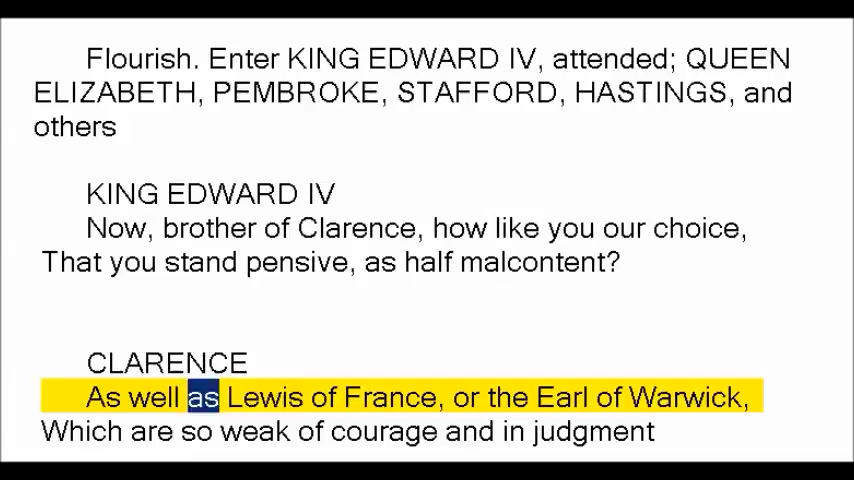 Flourish. Enter KING EDWARD IV, attended; QUEEN
ELIZABETH, PEMBROKE, STAFFORD, HASTINGS, and
others
KING EDWARD IV
Now, brother of Clarence, how like you our choice,
That you stand pensive, as half malcontent?
CLARENCE
As well as Lewis of France, or the Earl of Warwick,
Which are so weak of courage and in judgment